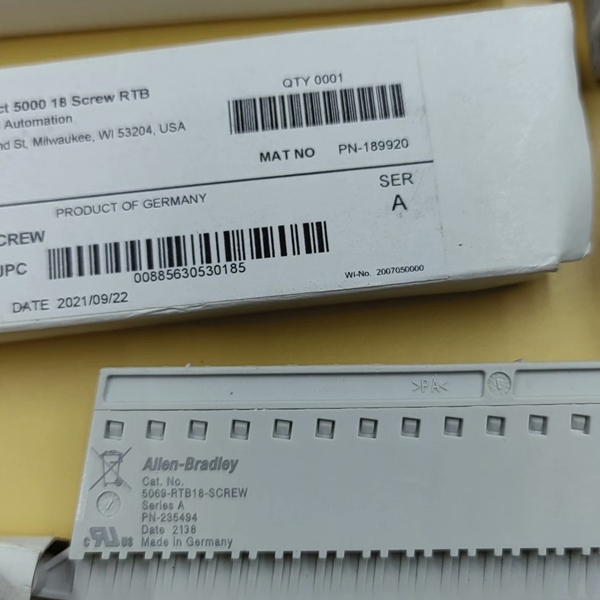 ct 5000 18 Screw RTB
Automation
nd St, Milwaukee, WI 53204, USA
QTY 0001
MAT NO PN-189920
PRODUCT OF GERMANY
SER
A
CREW
UPC
00885630530185
DATE 2021/09/22
WI-No. 2007050000
>PA<
Allen-Bradley
Cat. No.
5069-RTB18-SCREW
Series A
PN-235494
Date 2138
Made in Germany
c RU US